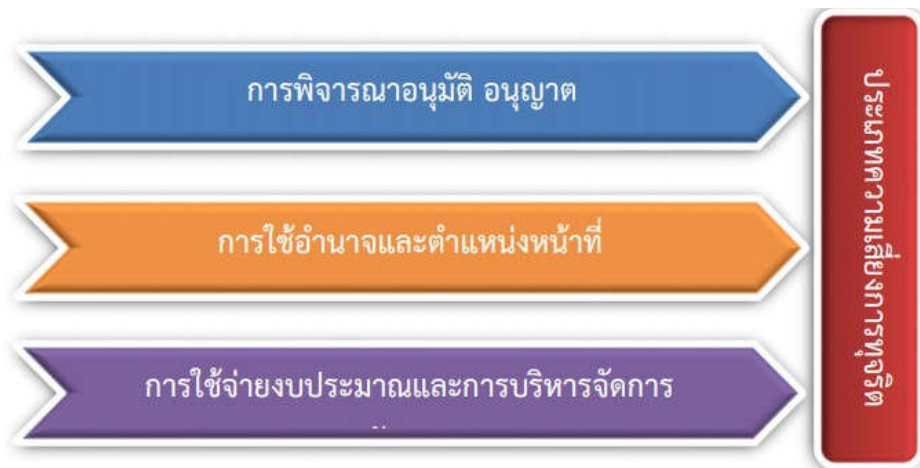 การพิจารณาอนุมัติ อนุญาต
การใช้อำนาจและตำแหน่งหน้าที่
การใช้จ่ายงบประมาณและการบริหารจัดการ
ประเภทความเสี่ยงการทุจริต